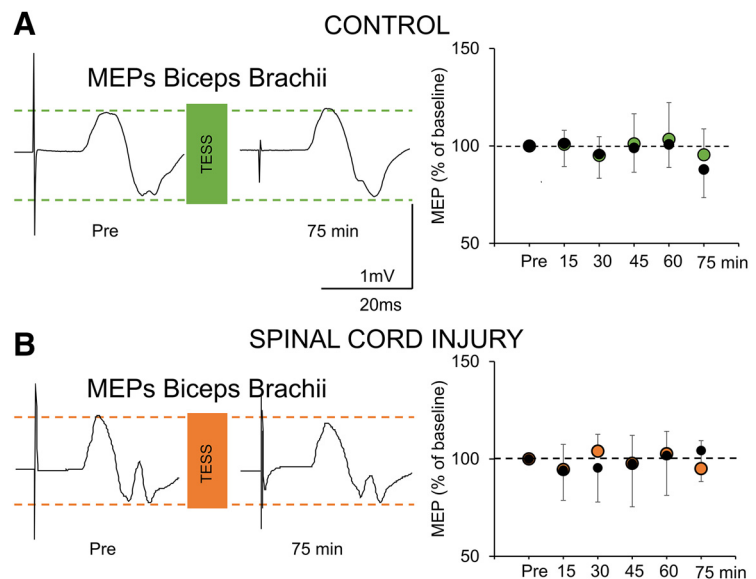 A
CONTROL
MEPs Biceps Brachii
TESS
Pre
75 min
1mV
20ms
MEP (% of baseline)
150
100
50
Pre 15 30 45 60 75 min
B
SPINAL CORD INJURY
MEPs Biceps Brachii
TESS
Pre
75 min
MEP (% of baseline)
150
100
50
Pre 15 30 45 60 75 min